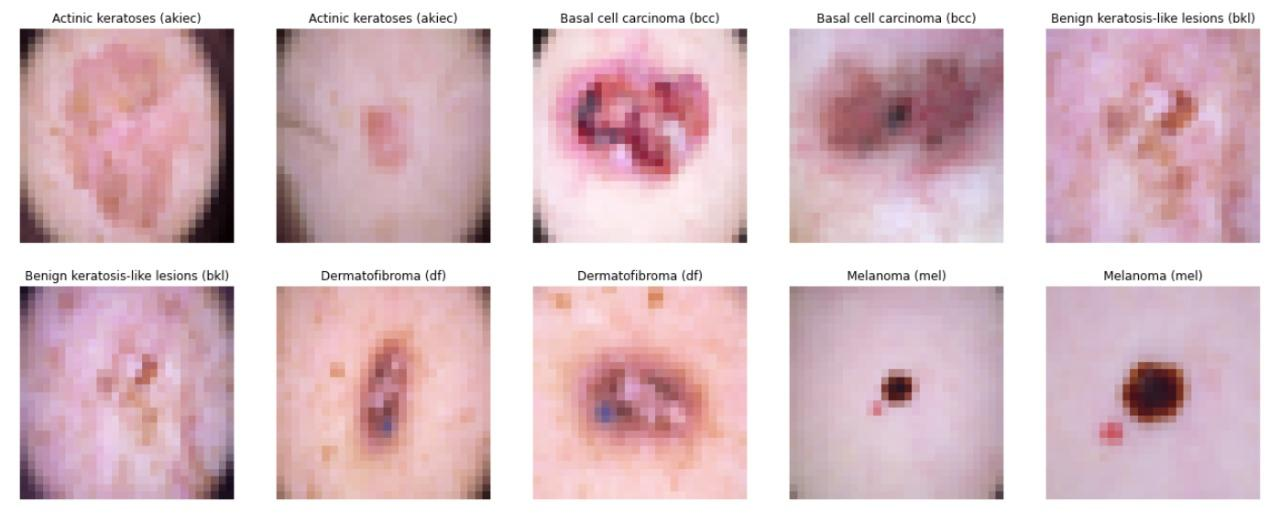 Actinic keratoses (akiec)
Actinic keratoses (akiec)
Basal cell carcinoma (bcc)
Basal cell carcinoma (bcc)
Benign keratosis-like lesions (bkl)
Benign keratosis-like lesions (bkl)
Dermatofibroma (df)
Dermatofibroma (df)
Melanoma (mel)
Melanoma (mel)